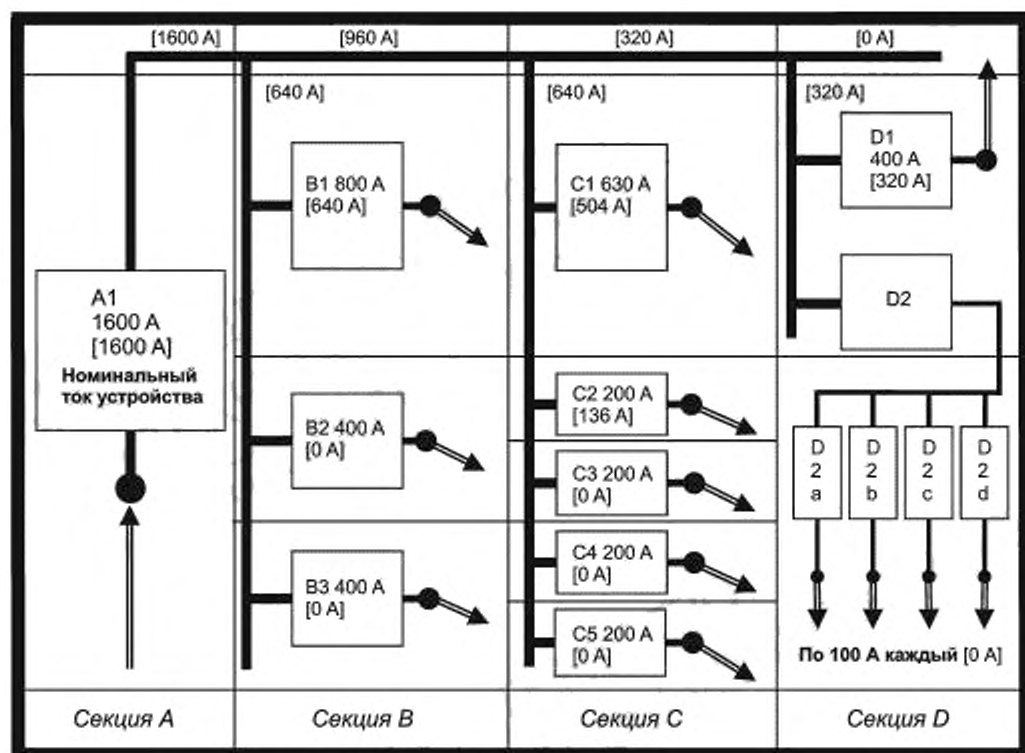 [1600 A]
[960 A]
[320 A]
[0 A]
[640 A]
[640 A]
[320 A]
A1
1600 A
[1600 A]
Номинальный
ток устройства
B1 800 A
[640 A]
B2 400 A
[0 A]
B3 400 A
[0 A]
C1 630 A
[504 A]
C2 200 A
[136 A]
C3 200 A
[0 A]
C4 200 A
[0 A]
C5 200 A
[0 A]
D1
400 A
[320 A]
D2
D
2
a
D
2
b
D
2
c
D
2
d
По 100 А каждый [0 A]
Секция A
Секция B
Секция C
Секция D